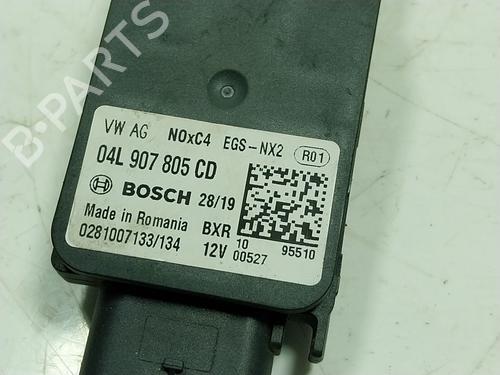 B-PARTS
VW AG NOxC4 EGS-NX2 R01
04L 907 805 CD
BOSCH 28/19
Made in Romania BXR 10 95510
0281007133/134 12V 00527